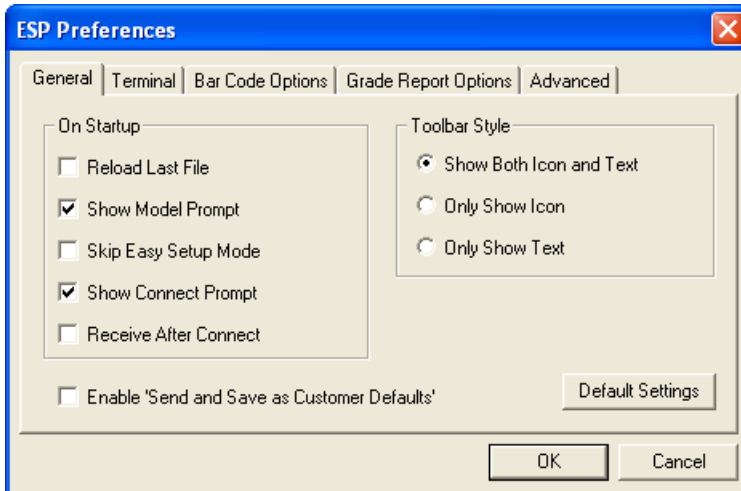 ESP Preferences
General Terminal Bar Code Options Grade Report Options Advanced
On Startup
Reload Last File
Show Model Prompt
Skip Easy Setup Mode
Show Connect Prompt
Receive After Connect
Toolbar Style
Show Both Icon and Text
Only Show Icon
Only Show Text
Enable 'Send and Save as Customer Defaults'
Default Settings
OK Cancel